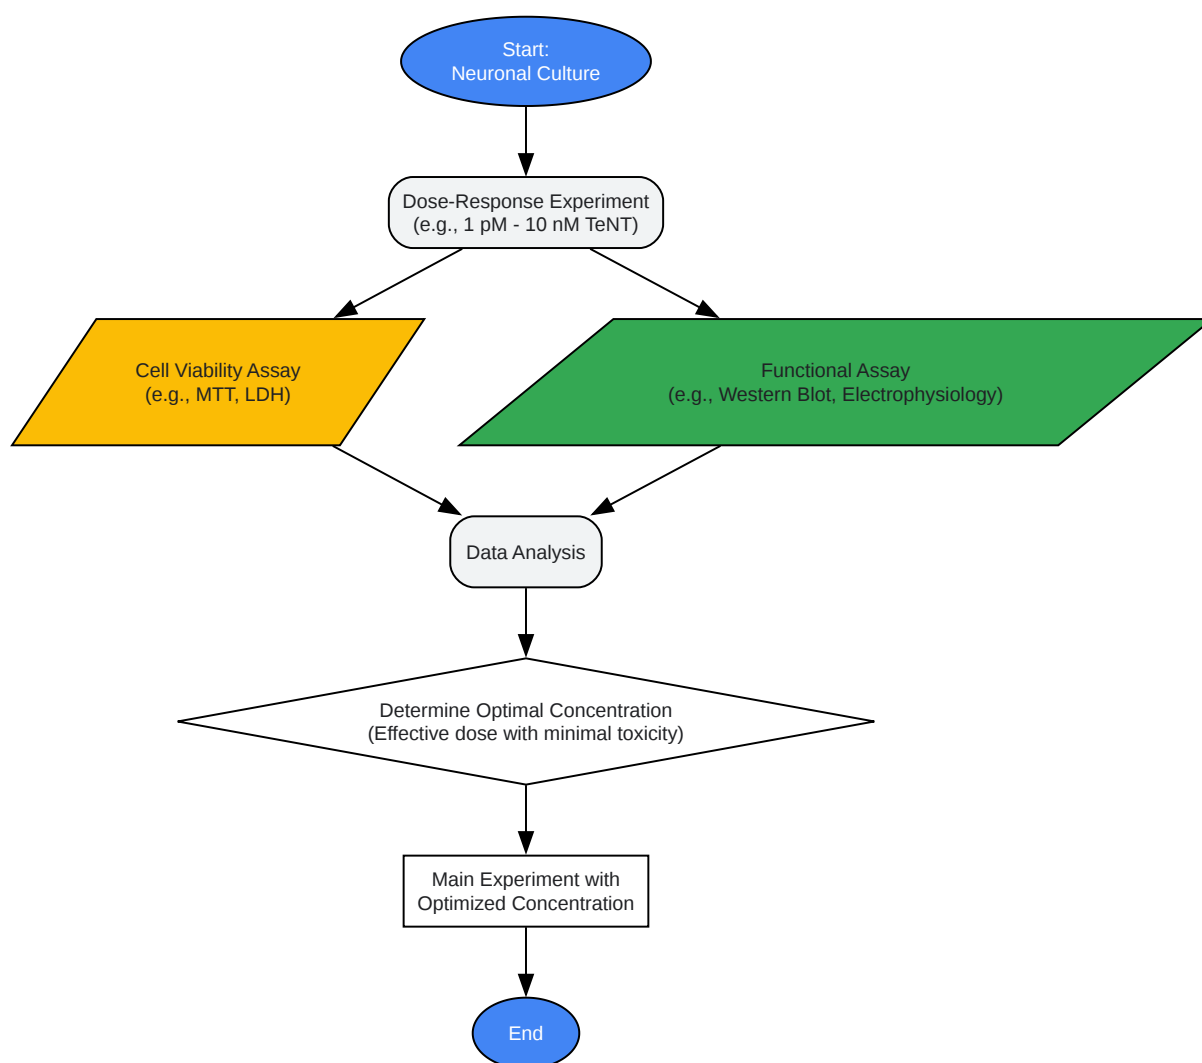 Start:
Neuronal Culture
Dose-Response Experiment
(e.g., 1 pM - 10 nM TeNT)
Cell Viability Assay
(e.g., MTT, LDH)
Functional Assay
(e.g., Western Blot, Electrophysiology)
Data Analysis
Determine Optimal Concentration
(Effective dose with minimal toxicity)
Main Experiment with
Optimized Concentration
End